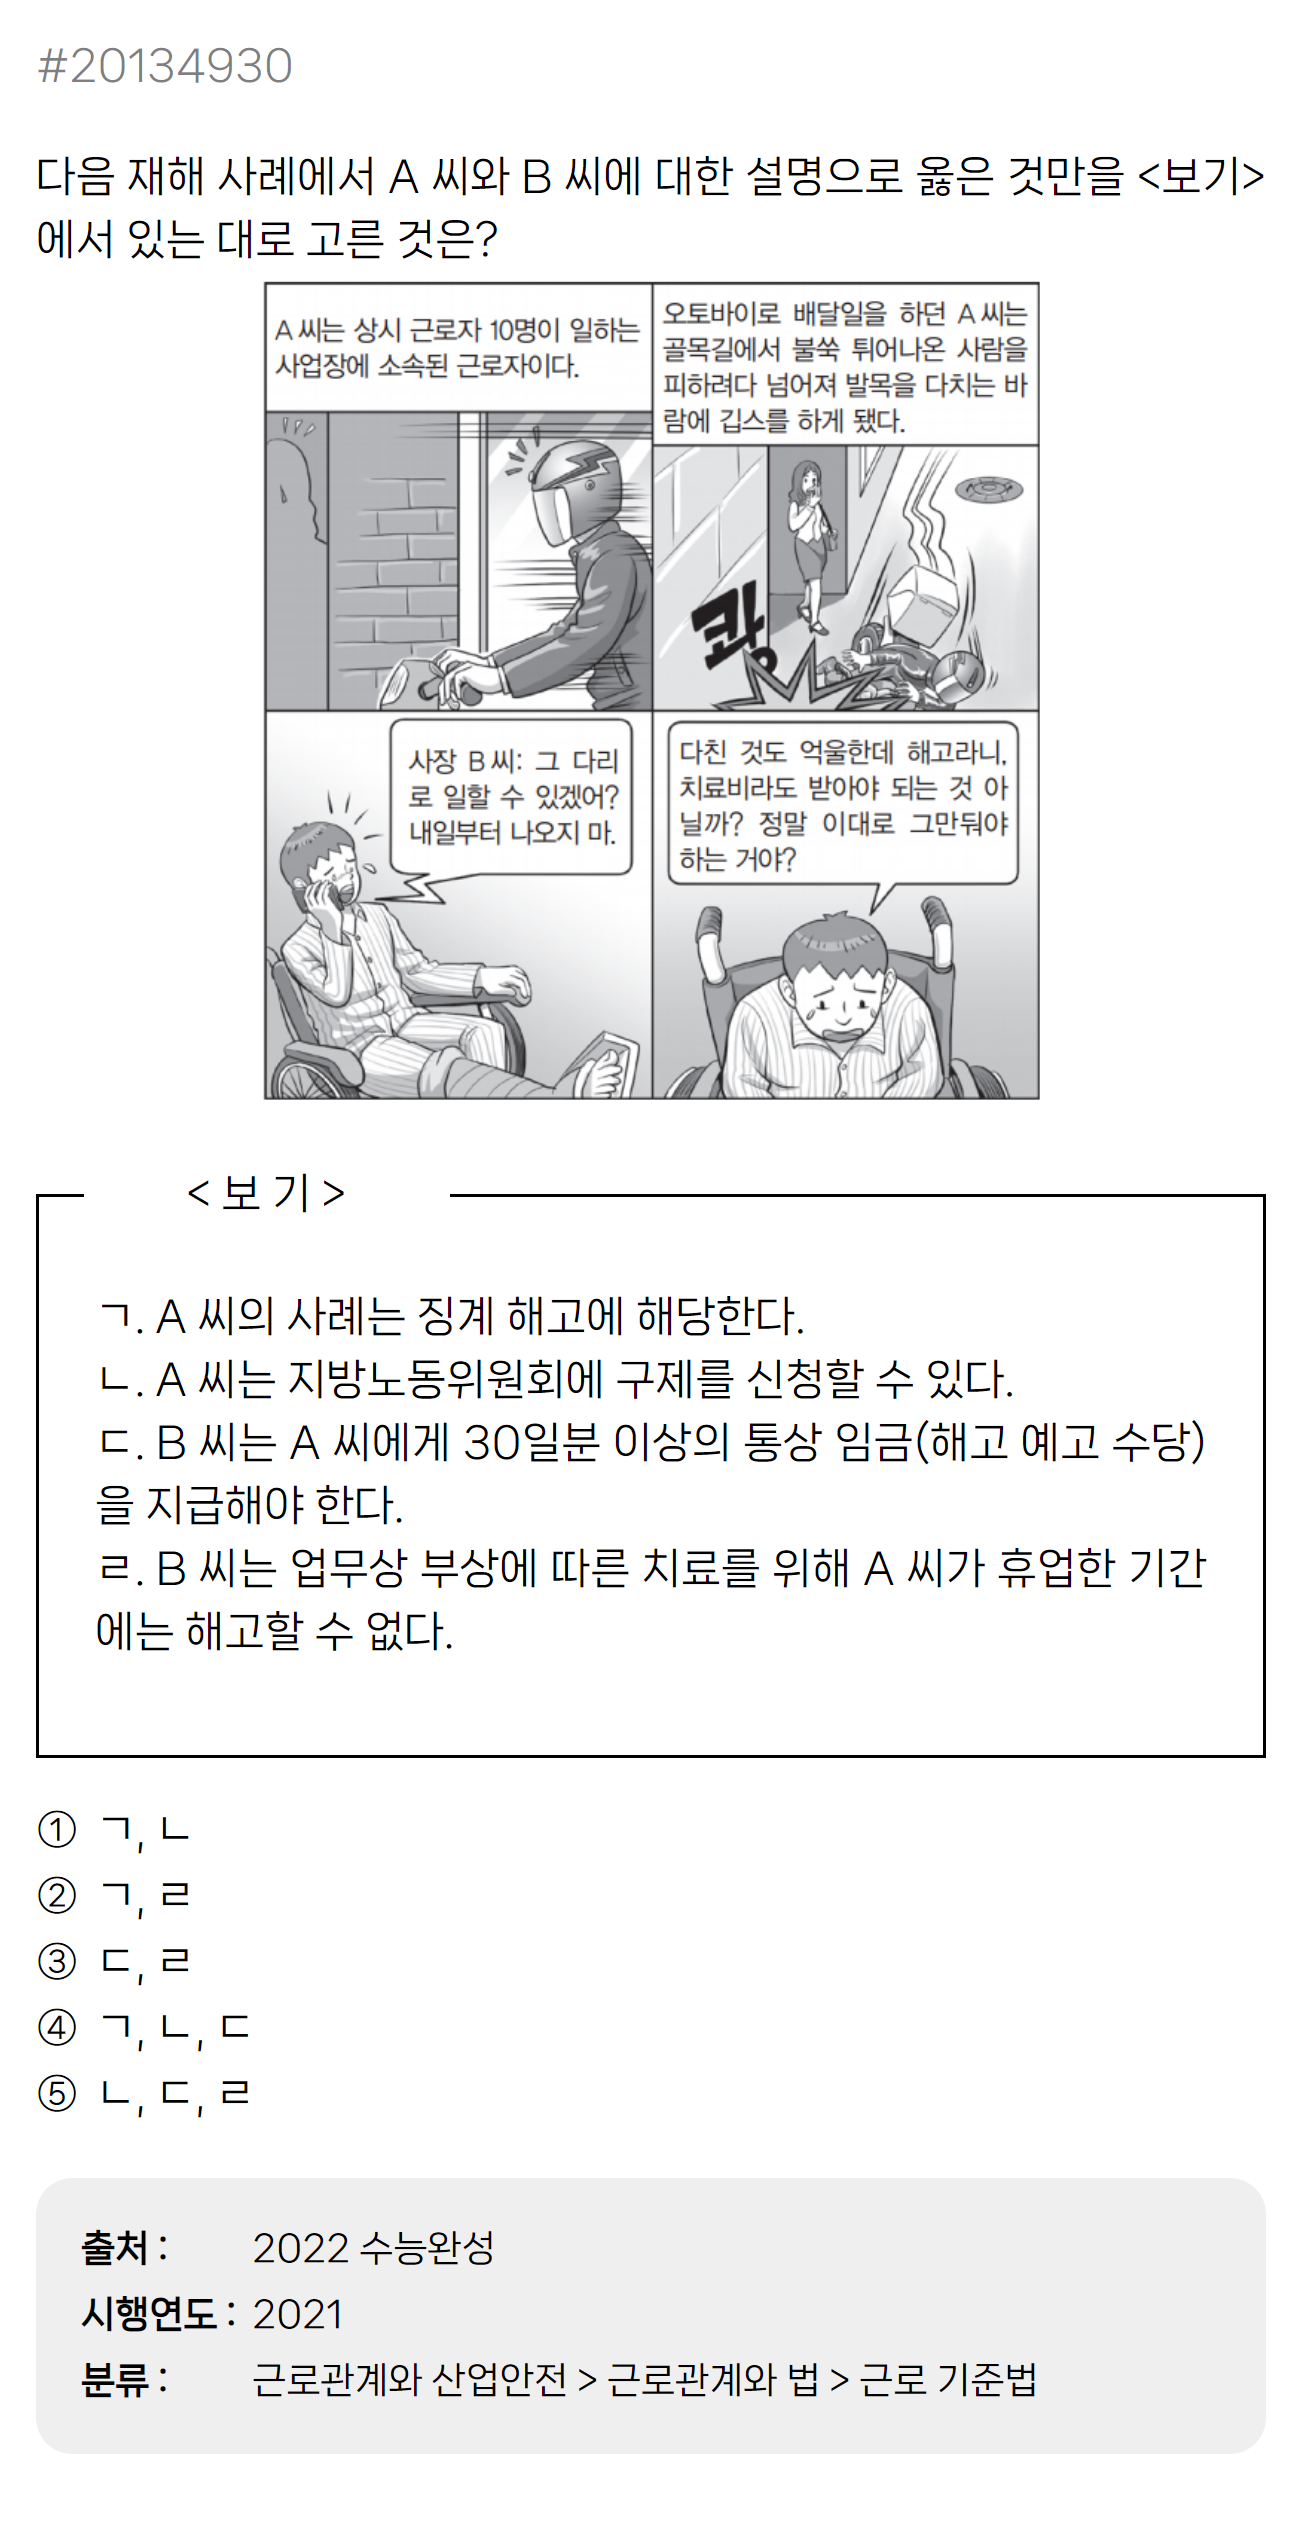 #20134930
다음 재해 사례에서 A 씨와 B 씨에 대한 설명으로 옳은 것만을 <보기>
에서 있는 대로 고른 것은?
A 씨는 상시 근로자 10명이 일하는
사업장에 소속된 근로자이다.
오토바이로 배달일을 하던 A 씨는
골목길에서 불쑥 튀어나온 사람을
피하려다 넘어져 발목을 다치는 바
람에 깁스를 하게 됐다.
쾅
사장 B 씨: 그 다리
로 일할 수 있겠어?
내일부터 나오지 마.
다친 것도 억울한데 해고라니,
치료비라도 받아야 되는 것 아
닐까? 정말 이대로 그만둬야
하는 거야?
< 보 기 >
ㄱ. A 씨의 사례는 징계 해고에 해당한다.
ㄴ. A 씨는 지방노동위원회에 구제를 신청할 수 있다.
ㄷ. B 씨는 A 씨에게 30일분 이상의 통상 임금(해고 예고 수당)
을 지급해야 한다.
ㄹ. B 씨는 업무상 부상에 따른 치료를 위해 A 씨가 휴업한 기간
에는 해고할 수 없다.
① ㄱ, ㄴ
② ㄱ, ㄹ
③ ㄷ, ㄹ
④ ㄱ, ㄴ, ㄷ
⑤ ㄴ, ㄷ, ㄹ
출처 : 2022 수능완성
시행연도 : 2021
분류 : 근로관계와 산업안전 > 근로관계와 법 > 근로 기준법